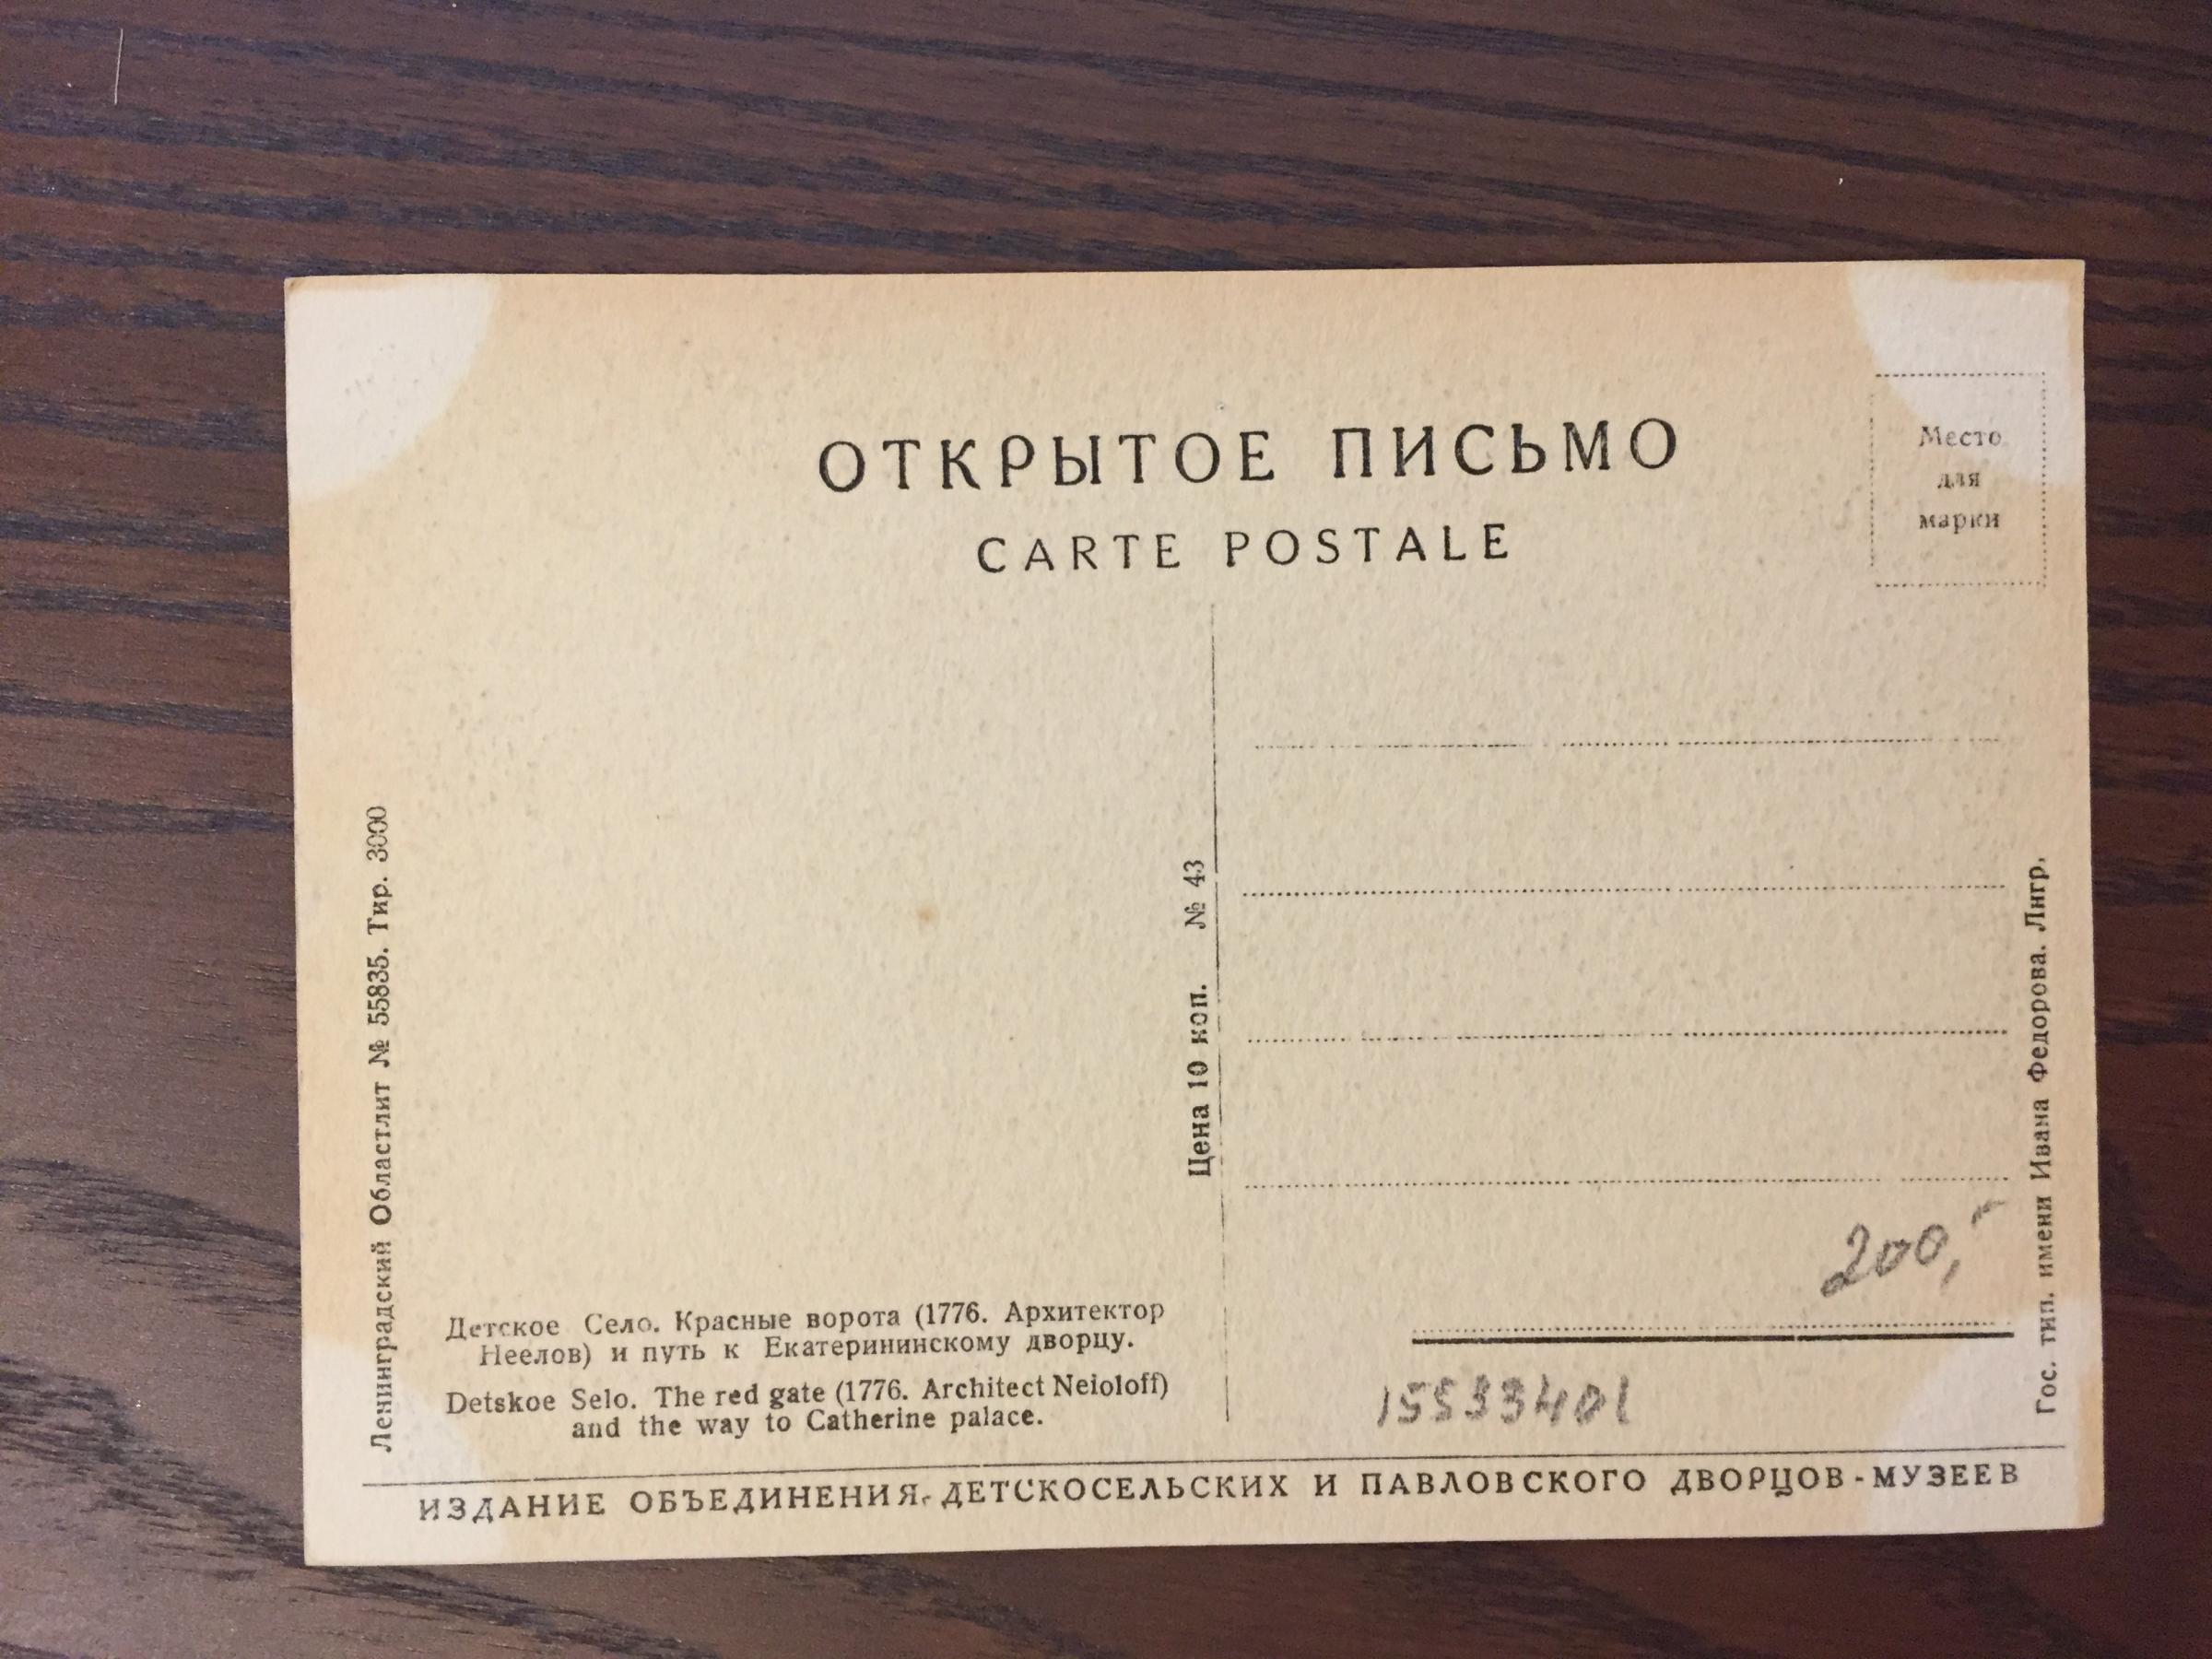 ОТКРЫТОЕ ПИСЬМО
CARTE POSTALE
Место
для
марки
Ленинградский Областлит № 55835. Тир. 3000
Цена 10 коп. № 43
Гос. тип. имени Ивана Федорова. Лнгр.
Детское Село. Красные ворота (1776. Архитектор
Неелов) и путь к Екатерининскому дворцу.
Detskoe Selo. The red gate (1776. Architect Neioloff)
and the way to Catherine palace.
200,-
15533401
ИЗДАНИЕ ОБЪЕДИНЕНИЯ ДЕТСКОСЕЛЬСКИХ И ПАВЛОВСКОГО ДВОРЦОВ-МУЗЕЕВ